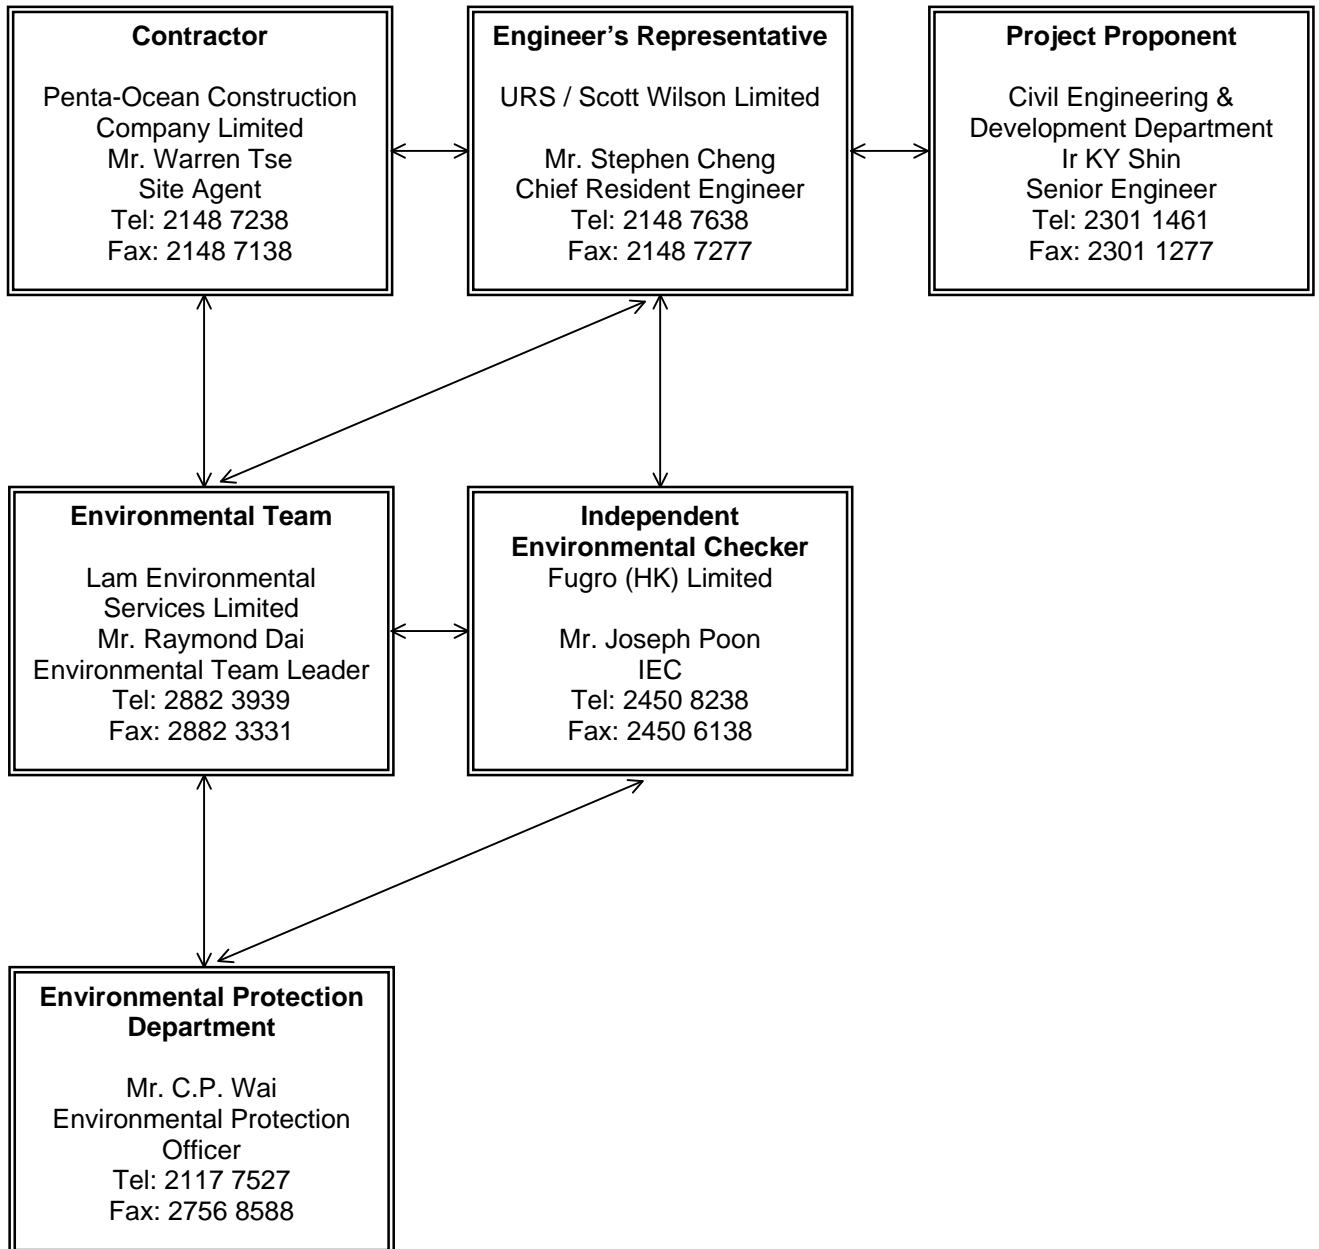 Contractor
Penta-Ocean Construction
Company Limited
Mr. Warren Tse
Site Agent
Tel: 2148 7238
Fax: 2148 7138
Engineer’s Representative
URS / Scott Wilson Limited
Mr. Stephen Cheng
Chief Resident Engineer
Tel: 2148 7638
Fax: 2148 7277
Project Proponent
Civil Engineering &
Development Department
Ir KY Shin
Senior Engineer
Tel: 2301 1461
Fax: 2301 1277
Environmental Team
Lam Environmental
Services Limited
Mr. Raymond Dai
Environmental Team Leader
Tel: 2882 3939
Fax: 2882 3331
Independent
Environmental Checker
Fugro (HK) Limited
Mr. Joseph Poon
IEC
Tel: 2450 8238
Fax: 2450 6138
Environmental Protection
Department
Mr. C.P. Wai
Environmental Protection
Officer
Tel: 2117 7527
Fax: 2756 8588